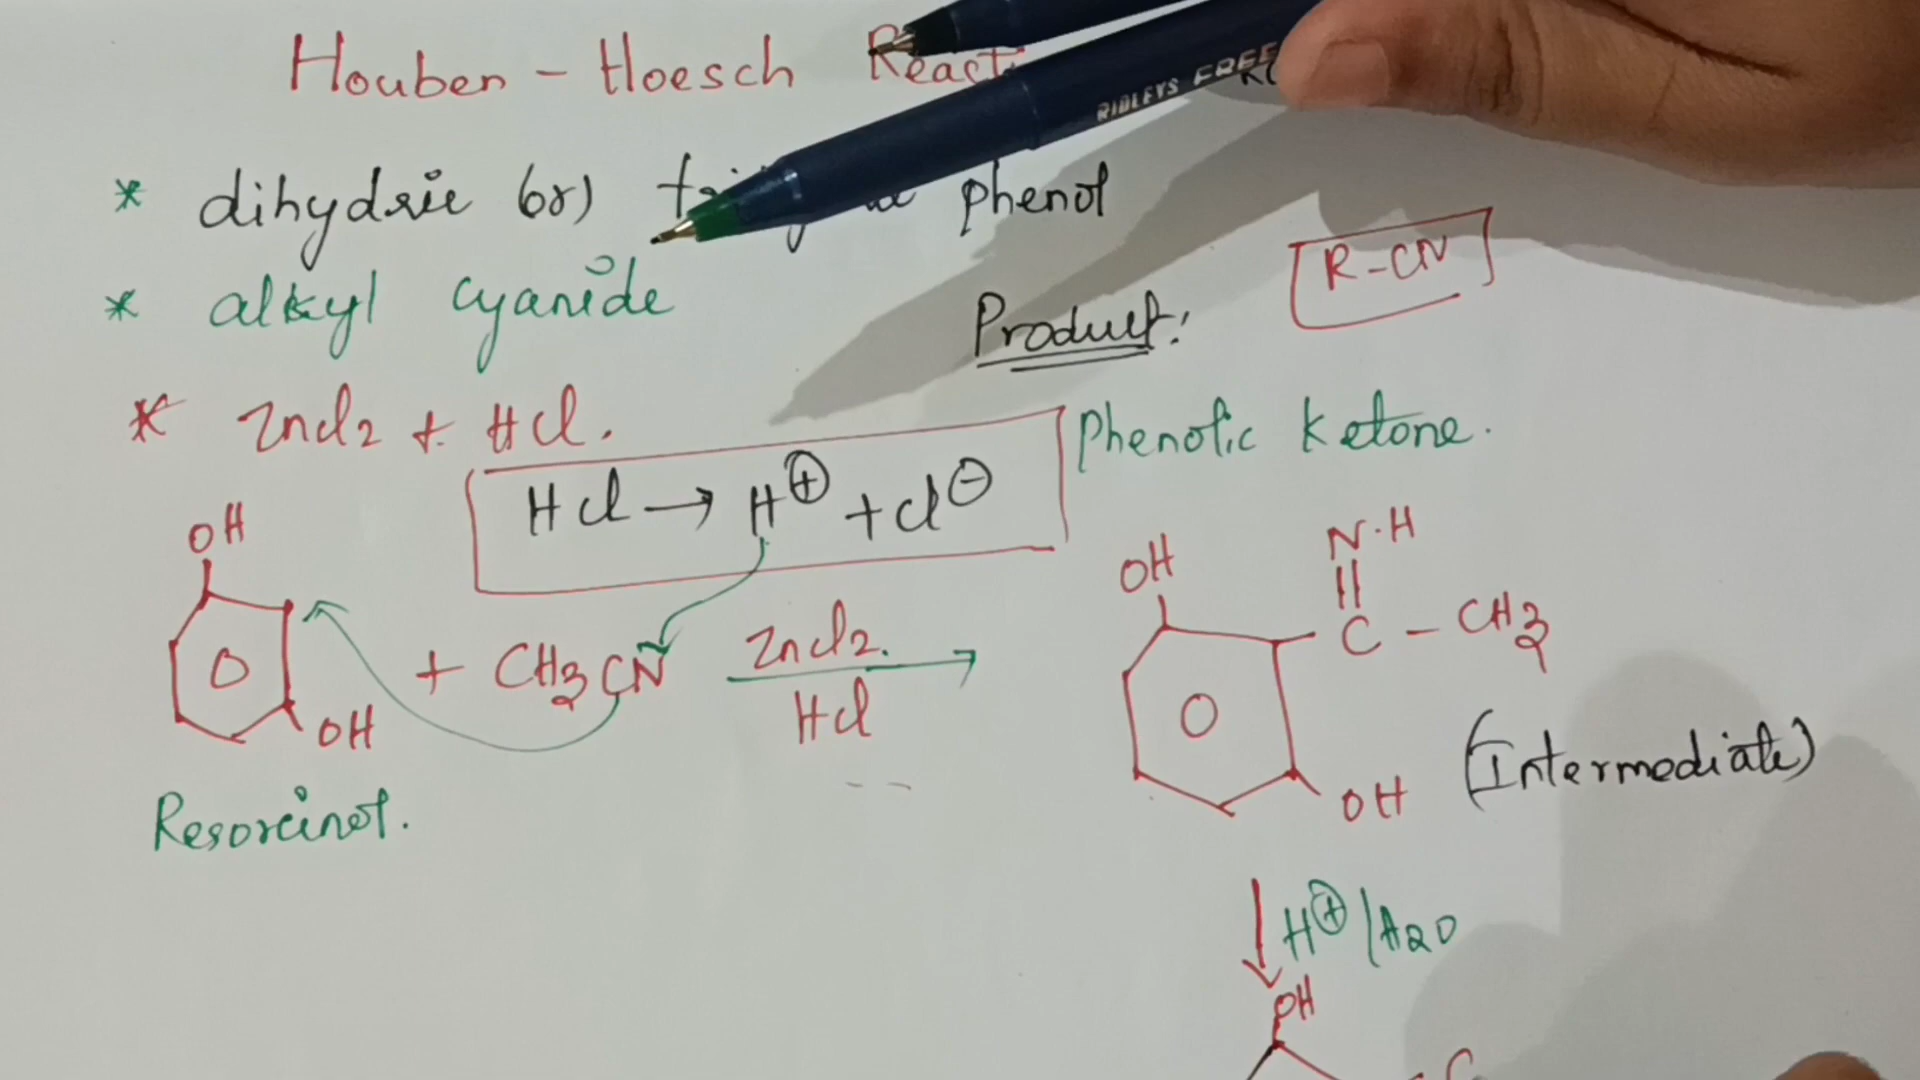 Houben - Hoesch React
RIDLEYS FREE
* dihydric (or) phenol
* alkyl cyanide
R-CN
Product:
* ZnCl2 + HCl.
Phenolic Ketone.
HCl → H⊕ + Cl⊖
OH
OH
+ CH3CN
ZnCl2.
HCl
Resorcinol.
N-H
OH
C - CH3
OH
(Intermediate)
H⊕ / H2O
OH
C